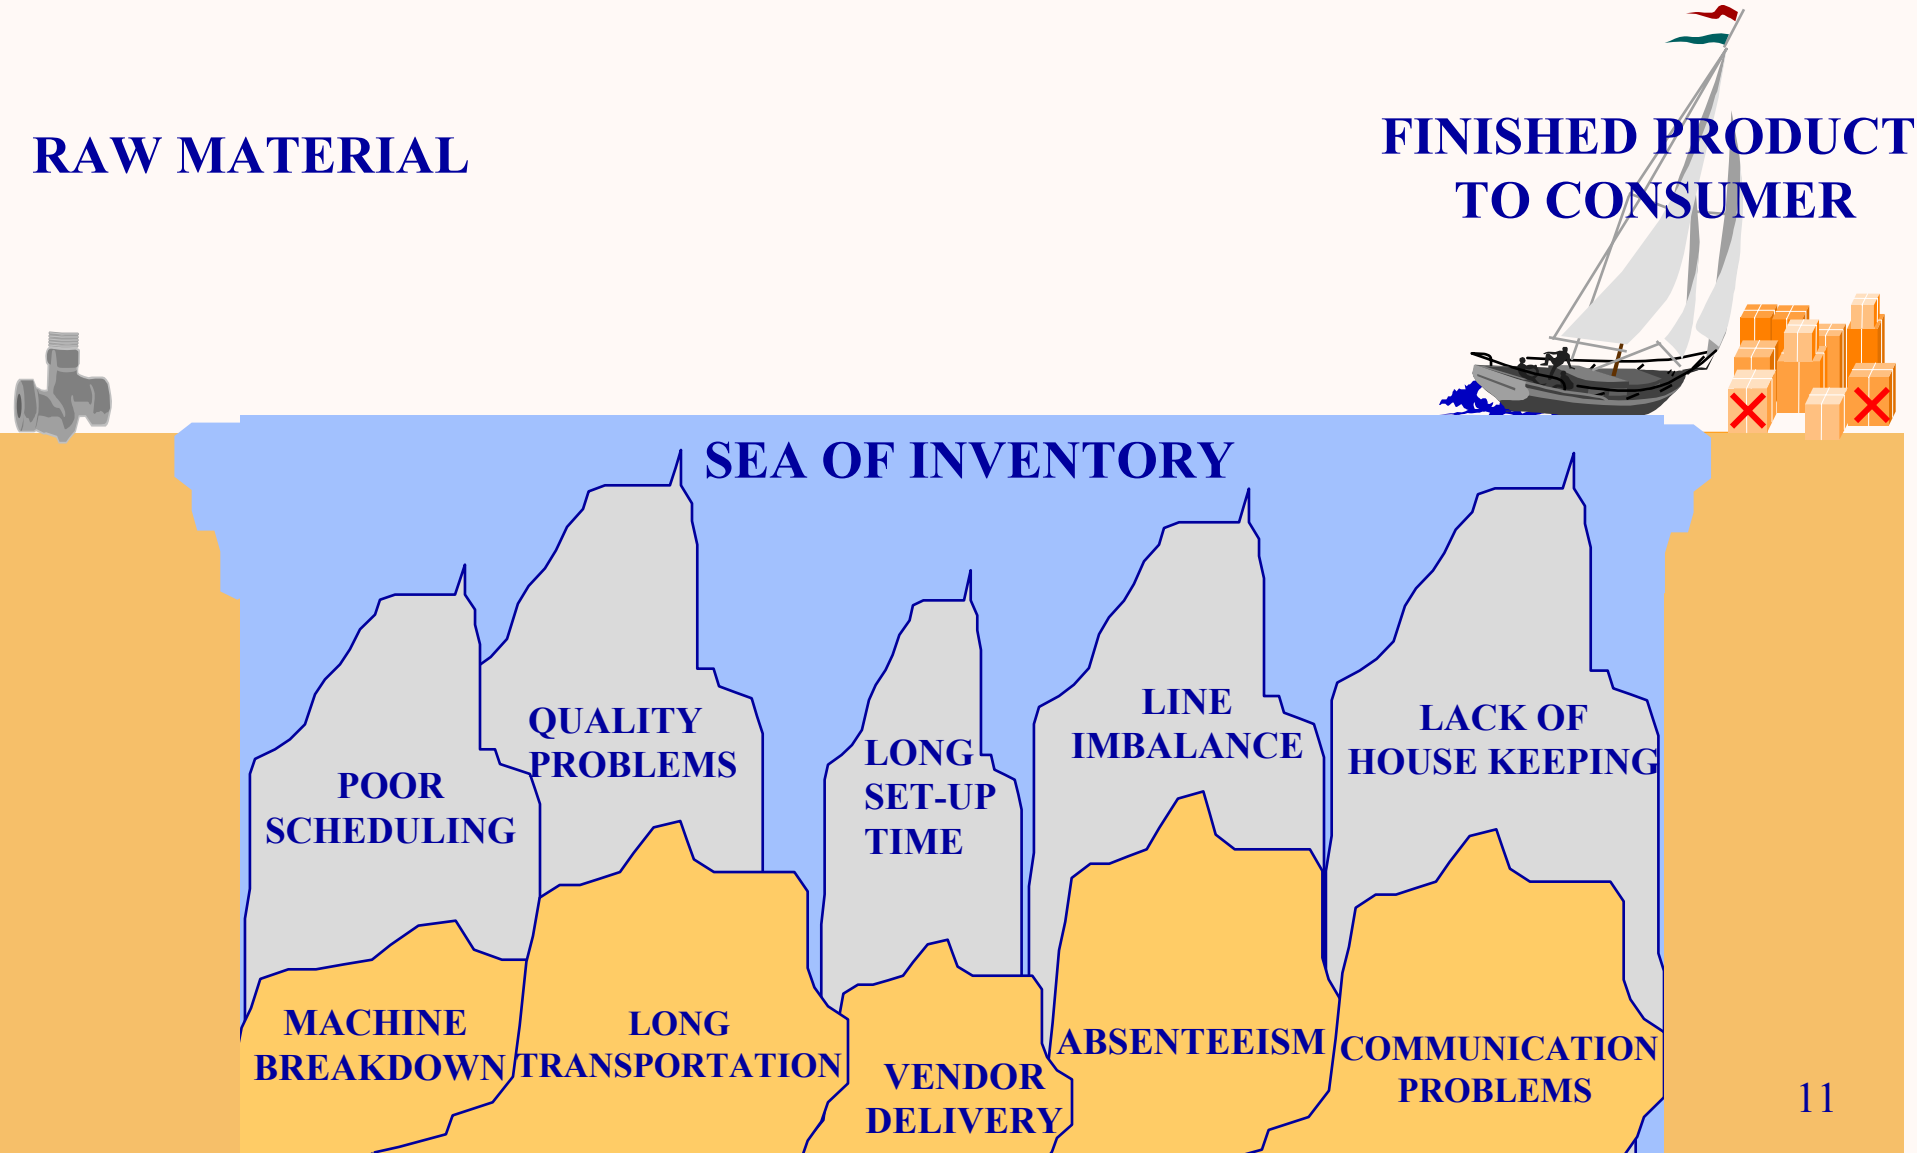 RAW MATERIAL
FINISHED PRODUCT
TO CONSUMER
SEA OF INVENTORY
POOR
SCHEDULING
QUALITY
PROBLEMS
LONG
SET-UP
TIME
LINE
IMBALANCE
LACK OF
HOUSE KEEPING
MACHINE
BREAKDOWN
LONG
TRANSPORTATION
VENDOR
DELIVERY
ABSENTEEISM
COMMUNICATION
PROBLEMS
11